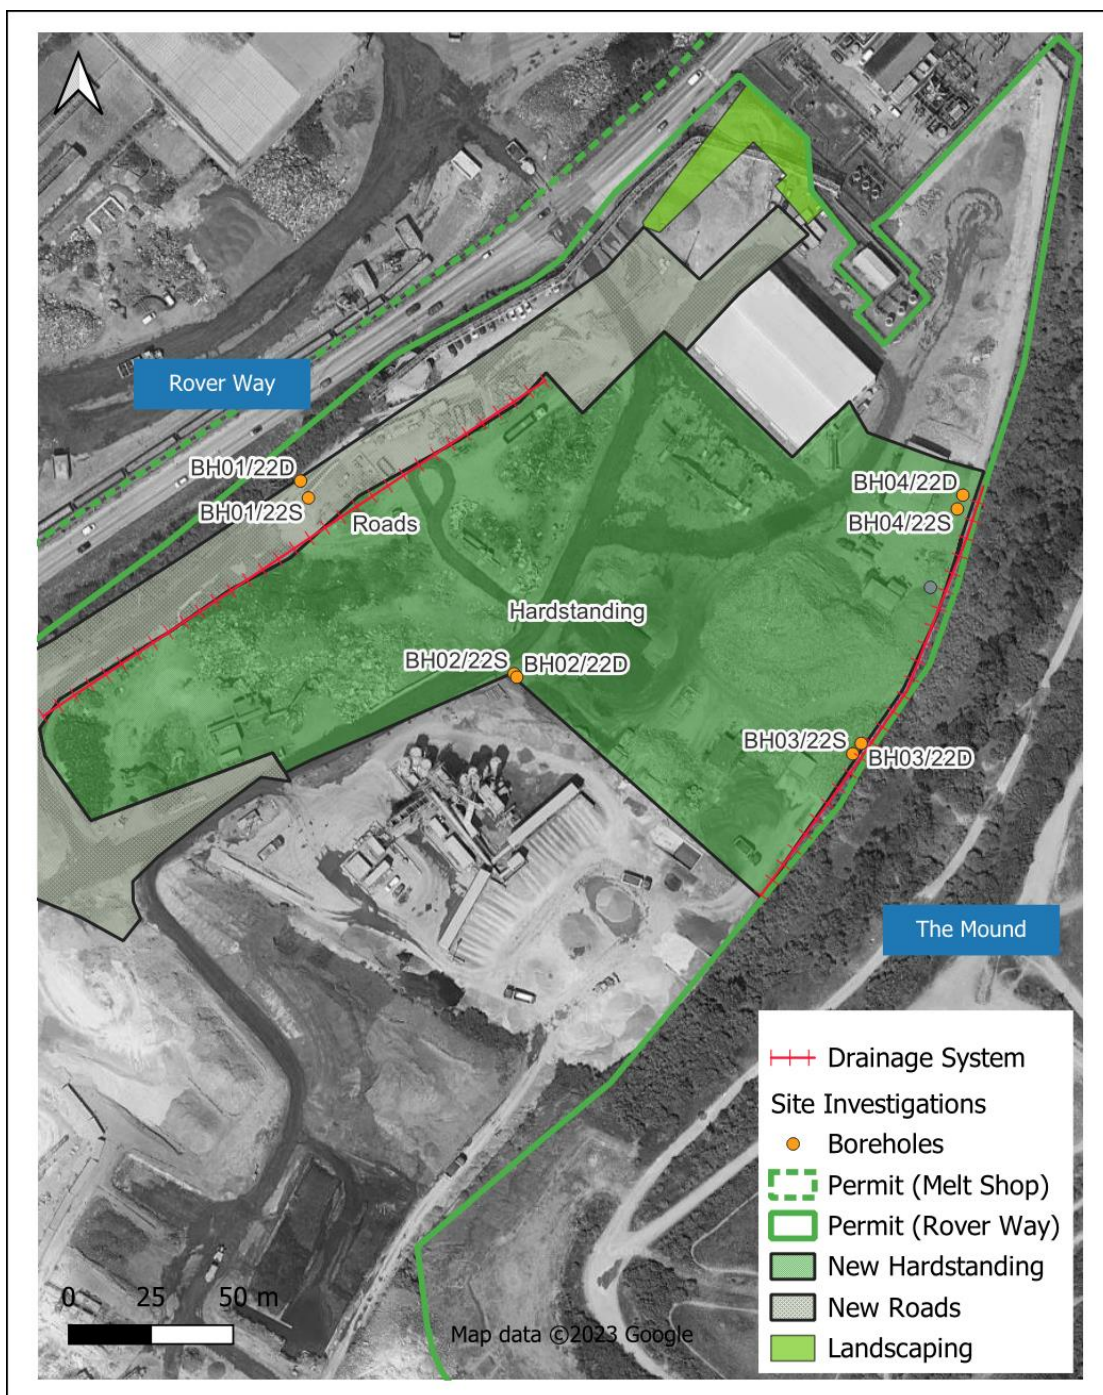 Rover Way
BH01/22D
BH01/22S
Roads
BH04/22D
BH04/22S
Hardstanding
BH02/22S
BH02/22D
BH03/22S
BH03/22D
The Mound
Drainage System
Site Investigations
Boreholes
Permit (Melt Shop)
Permit (Rover Way)
New Hardstanding
New Roads
Landscaping
0 25 50 m
Map data ©2023 Google